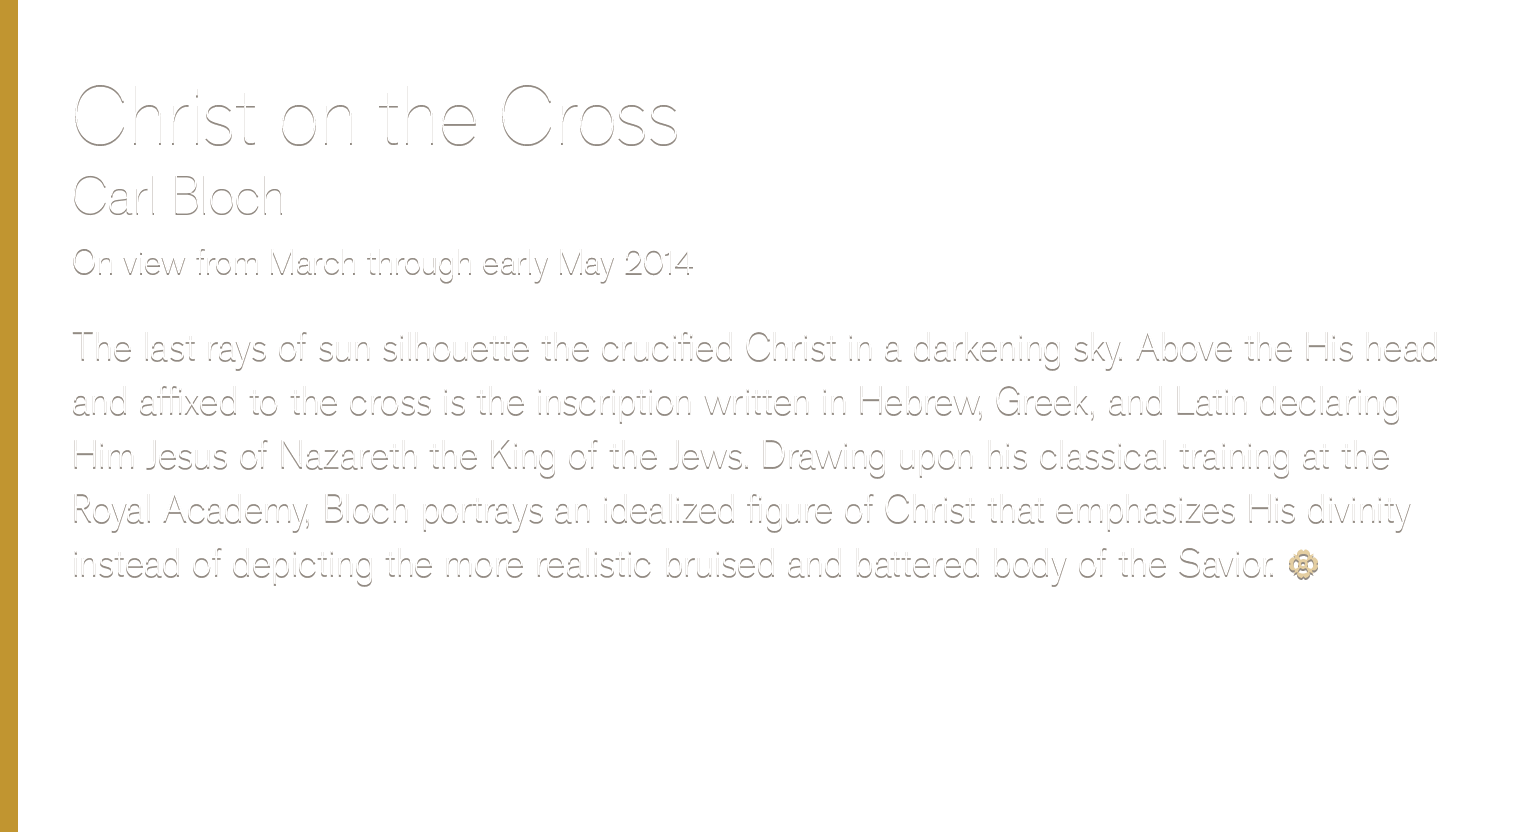 Christ on the Cross
Carl Bloch
On view from March through early May 2014
The last rays of sun silhouette the crucified Christ in a darkening sky. Above the His head
and affixed to the cross is the inscription written in Hebrew, Greek, and Latin declaring
Him Jesus of Nazareth the King of the Jews. Drawing upon his classical training at the
Royal Academy, Bloch portrays an idealized figure of Christ that emphasizes His divinity
instead of depicting the more realistic bruised and battered body of the Savior.